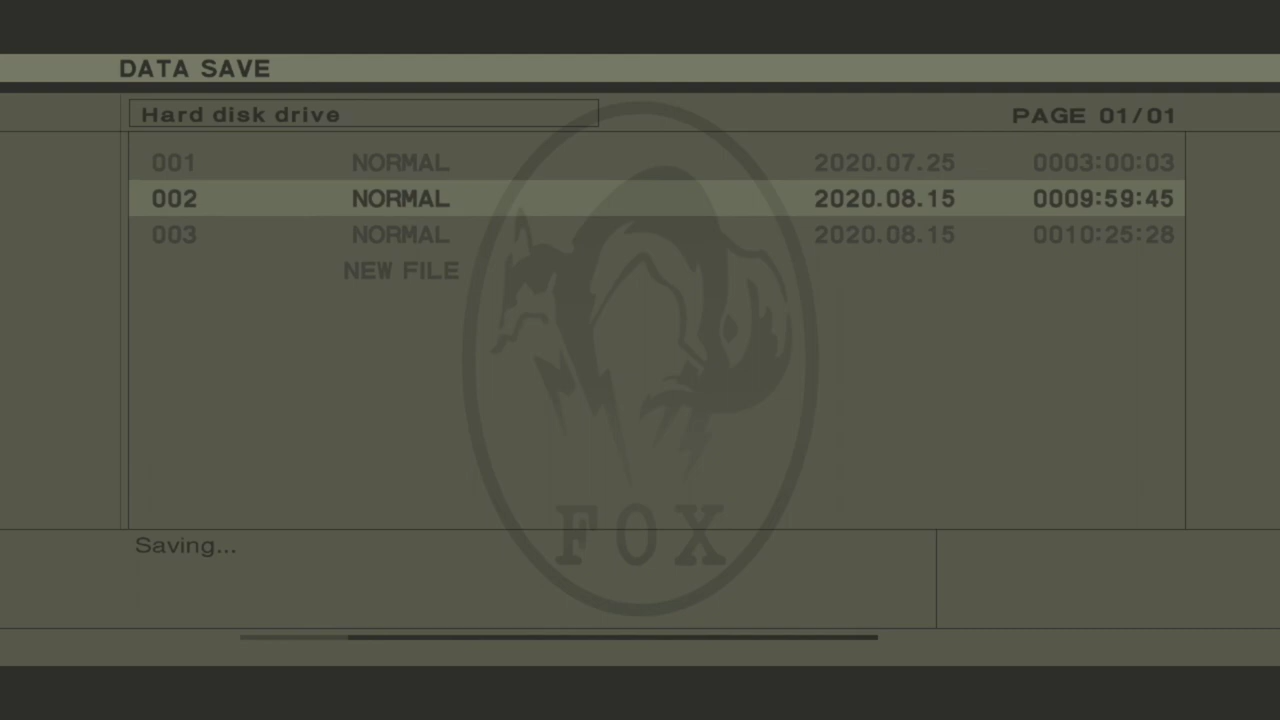 DATA SAVE
Hard disk drive PAGE 01/01
001 NORMAL 2020.07.25 0003:00:03
002 NORMAL 2020.08.15 0009:59:45
003 NORMAL 2020.08.15 0010:25:28
NEW FILE
FOX
Saving...